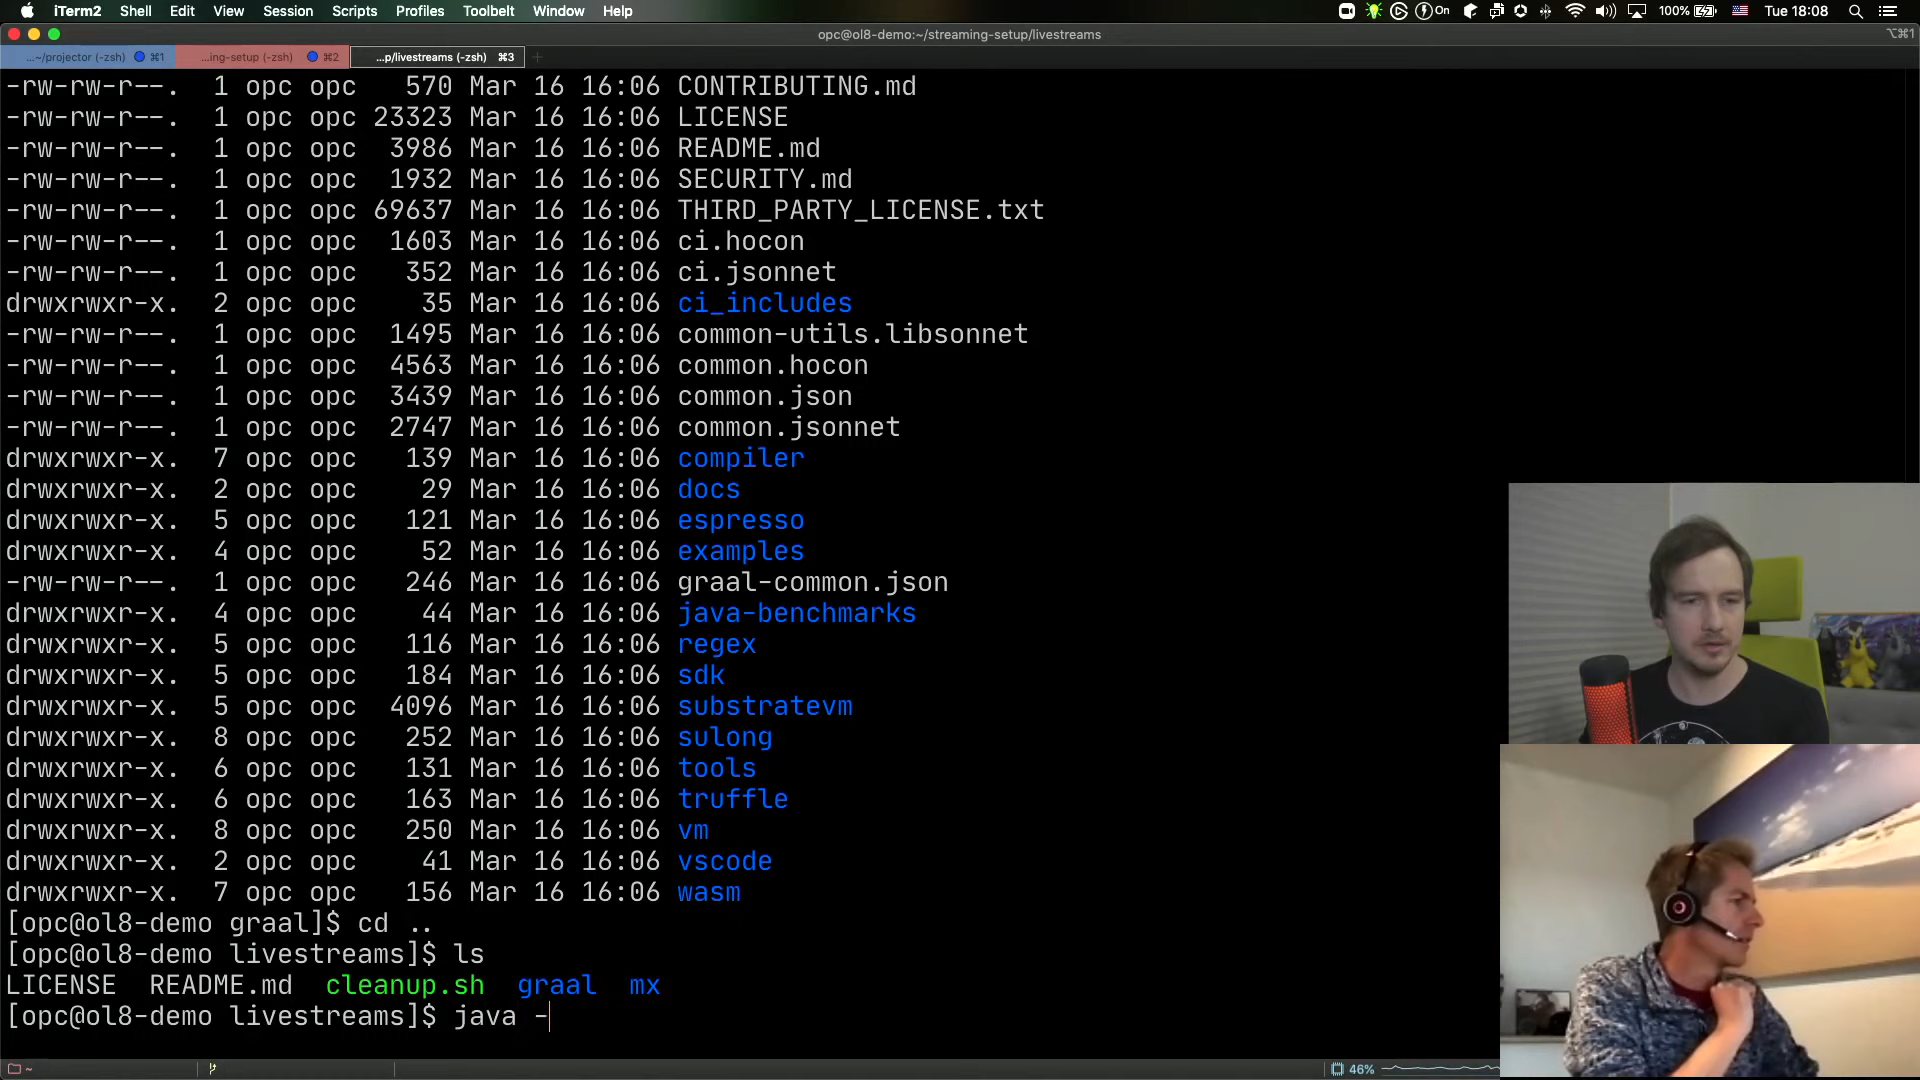 iTerm2 Shell Edit View Session Scripts Profiles Toolbelt Window Help On 100% Tue 18:08
opc@ol8-demo:~/streaming-setup/livestreams ⌥⌘1
...~/projector (-zsh) ⌘1 ...ing-setup (-zsh) ⌘2 ...p/livestreams (-zsh) ⌘3 +
-rw-rw-r--. 1 opc opc 570 Mar 16 16:06 CONTRIBUTING.md
-rw-rw-r--. 1 opc opc 23323 Mar 16 16:06 LICENSE
-rw-rw-r--. 1 opc opc 3986 Mar 16 16:06 README.md
-rw-rw-r--. 1 opc opc 1932 Mar 16 16:06 SECURITY.md
-rw-rw-r--. 1 opc opc 69637 Mar 16 16:06 THIRD_PARTY_LICENSE.txt
-rw-rw-r--. 1 opc opc 1603 Mar 16 16:06 ci.hocon
-rw-rw-r--. 1 opc opc 352 Mar 16 16:06 ci.jsonnet
drwxrwxr-x. 2 opc opc 35 Mar 16 16:06 ci_includes
-rw-rw-r--. 1 opc opc 1495 Mar 16 16:06 common-utils.libsonnet
-rw-rw-r--. 1 opc opc 4563 Mar 16 16:06 common.hocon
-rw-rw-r--. 1 opc opc 3439 Mar 16 16:06 common.json
-rw-rw-r--. 1 opc opc 2747 Mar 16 16:06 common.jsonnet
drwxrwxr-x. 7 opc opc 139 Mar 16 16:06 compiler
drwxrwxr-x. 2 opc opc 29 Mar 16 16:06 docs
drwxrwxr-x. 5 opc opc 121 Mar 16 16:06 espresso
drwxrwxr-x. 4 opc opc 52 Mar 16 16:06 examples
-rw-rw-r--. 1 opc opc 246 Mar 16 16:06 graal-common.json
drwxrwxr-x. 4 opc opc 44 Mar 16 16:06 java-benchmarks
drwxrwxr-x. 5 opc opc 116 Mar 16 16:06 regex
drwxrwxr-x. 5 opc opc 184 Mar 16 16:06 sdk
drwxrwxr-x. 5 opc opc 4096 Mar 16 16:06 substratevm
drwxrwxr-x. 8 opc opc 252 Mar 16 16:06 sulong
drwxrwxr-x. 6 opc opc 131 Mar 16 16:06 tools
drwxrwxr-x. 6 opc opc 163 Mar 16 16:06 truffle
drwxrwxr-x. 8 opc opc 250 Mar 16 16:06 vm
drwxrwxr-x. 2 opc opc 41 Mar 16 16:06 vscode
drwxrwxr-x. 7 opc opc 156 Mar 16 16:06 wasm
[opc@ol8-demo graal]$ cd ..
[opc@ol8-demo livestreams]$ ls
LICENSE README.md cleanup.sh graal mx
[opc@ol8-demo livestreams]$ java -
~ 46%